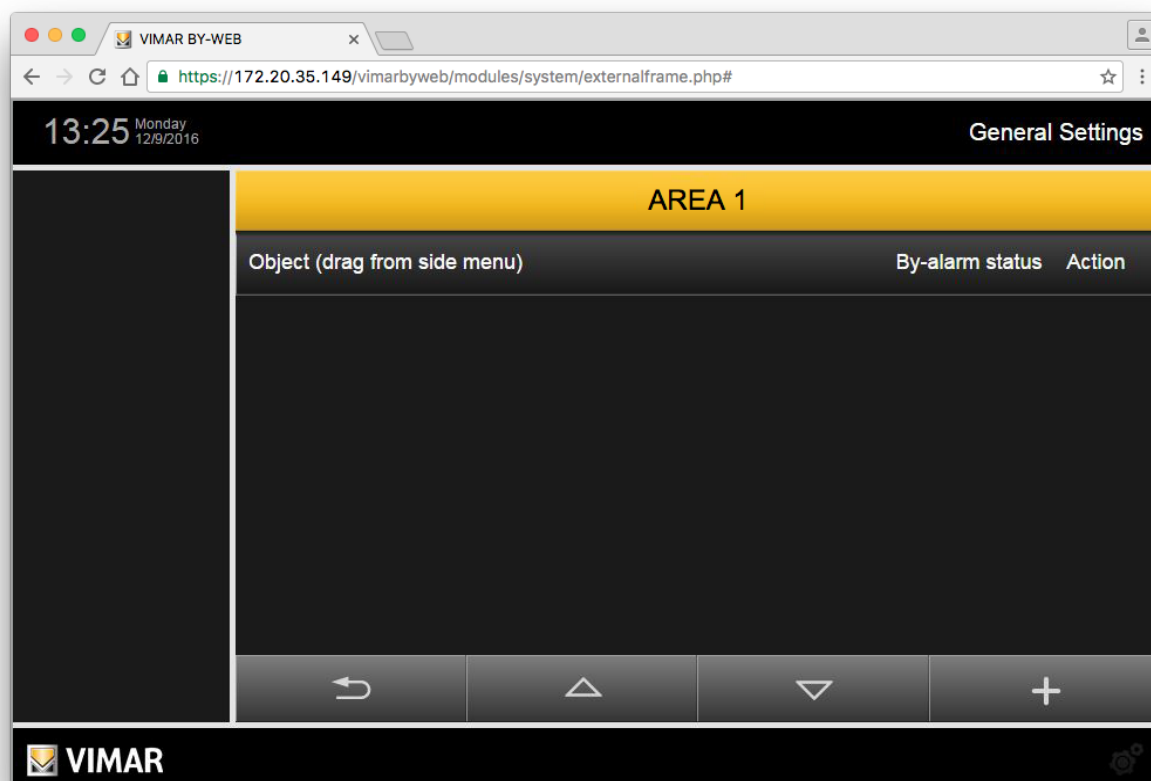 VIMAR BY-WEB
https://172.20.35.149/vimarbyweb/modules/system/externalframe.php#
13:25 Monday
12/9/2016
General Settings
AREA 1
Object (drag from side menu) By-alarm status Action
VIMAR